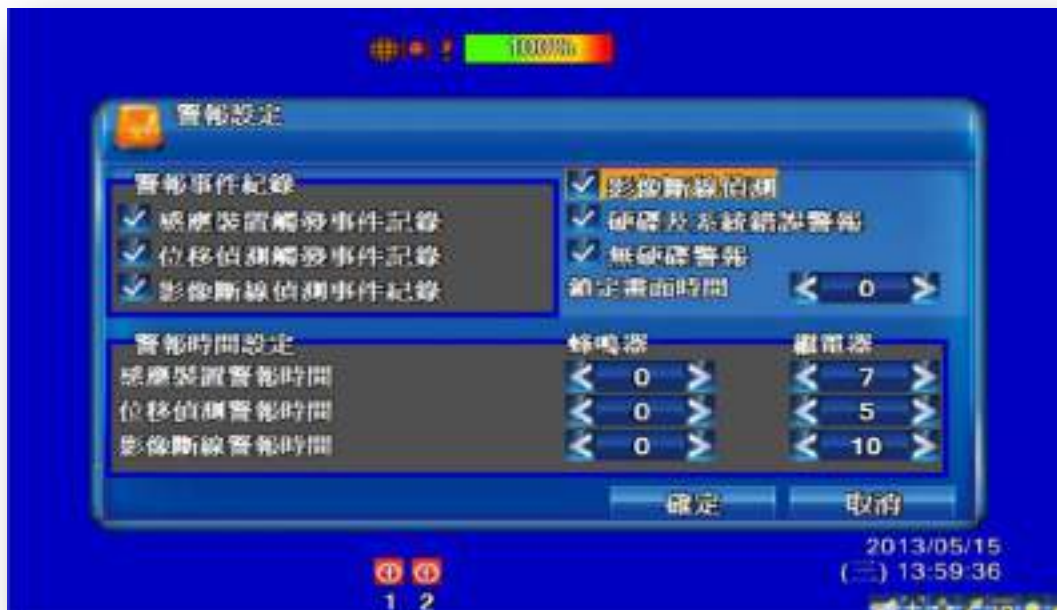 100%
警報設定
警報事件紀錄
感應裝置觸發事件記錄
位移偵測觸發事件記錄
影像斷線偵測事件紀錄
影像斷線偵測
硬碟及系統錯誤警報
無硬碟警報
鎖定畫面時間 0
警報時間設定 蜂鳴器 繼電器
感應裝置警報時間 0 7
位移偵測警報時間 0 5
影像斷線警報時間 0 10
確定 取消
2013/05/15
(三) 13:59:36
1 2